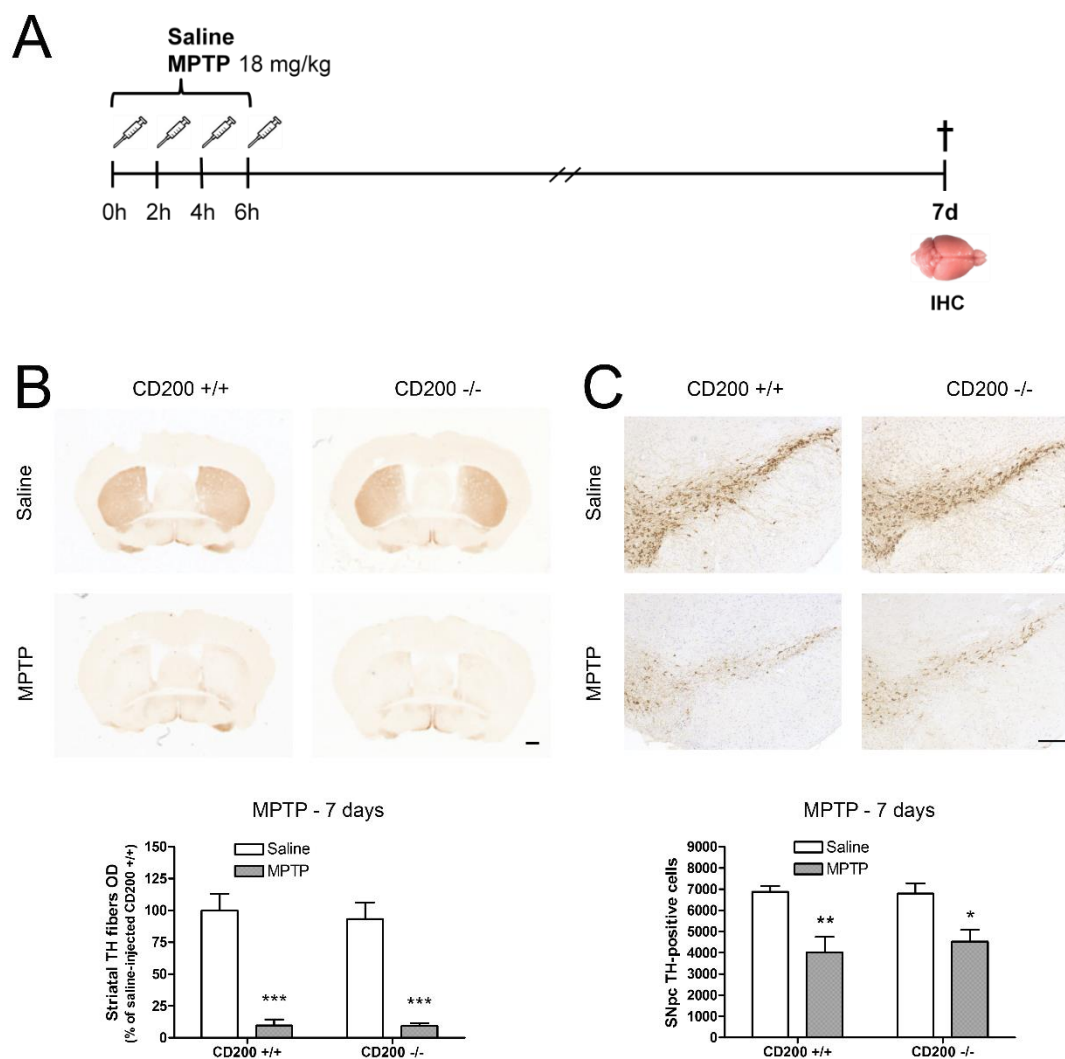 A
Saline
MPTP 18 mg/kg
0h 2h 4h 6h
†
7d
IHC
B
CD200 +/+ CD200 -/-
Saline
MPTP
MPTP - 7 days
Striatal TH fibers OD
(% of saline-injected CD200 +/+)
150
125
100
75
50
25
0
Saline
MPTP
*** ***
CD200 +/+ CD200 -/-
C
CD200 +/+ CD200 -/-
Saline
MPTP
MPTP - 7 days
SNpc TH-positive cells
9000
8000
7000
6000
5000
4000
3000
2000
1000
0
Saline
MPTP
** *
CD200 +/+ CD200 -/-